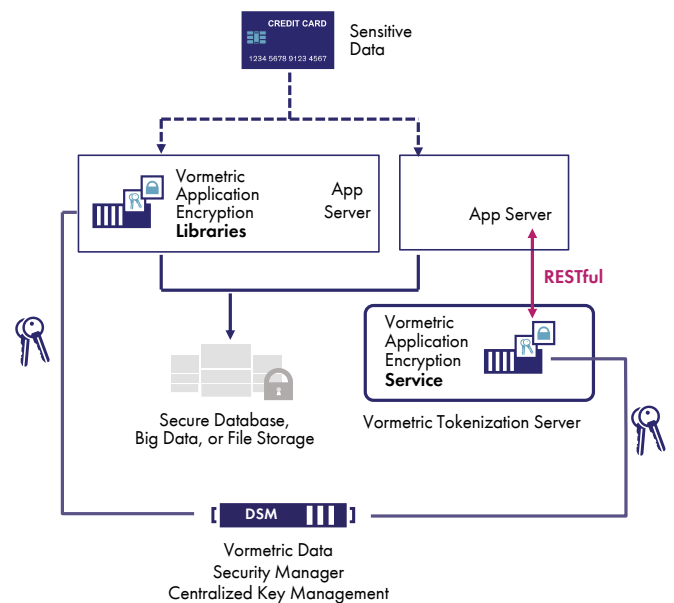 CREDIT CARD
1234 5678 9123 4567
Sensitive
Data
Vormetric
Application
Encryption
Libraries
App
Server
App Server
RESTful
Vormetric
Application
Encryption
Service
Secure Database,
Big Data, or File Storage
Vormetric Tokenization Server
DSM
Vormetric Data
Security Manager
Centralized Key Management